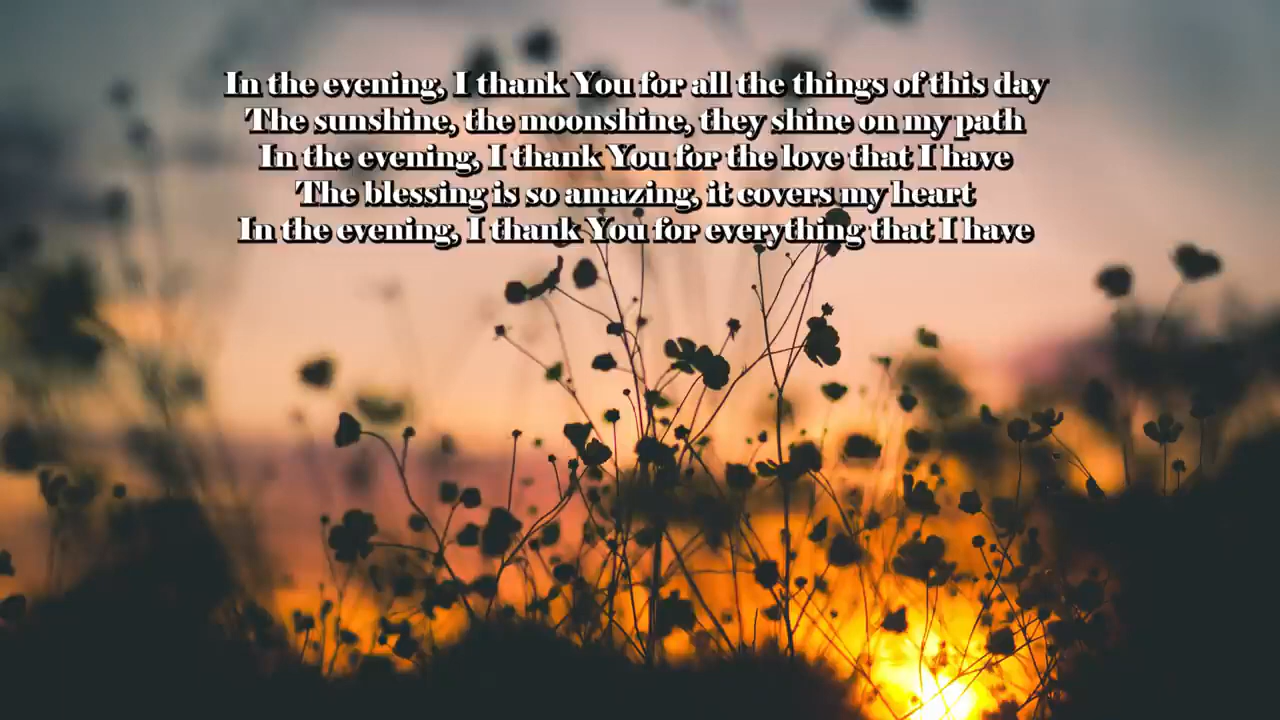 In the evening, I thank You for all the things of this day
The sunshine, the moonshine, they shine on my path
In the evening, I thank You for the love that I have
The blessing is so amazing, it covers my heart
In the evening, I thank You for everything that I have